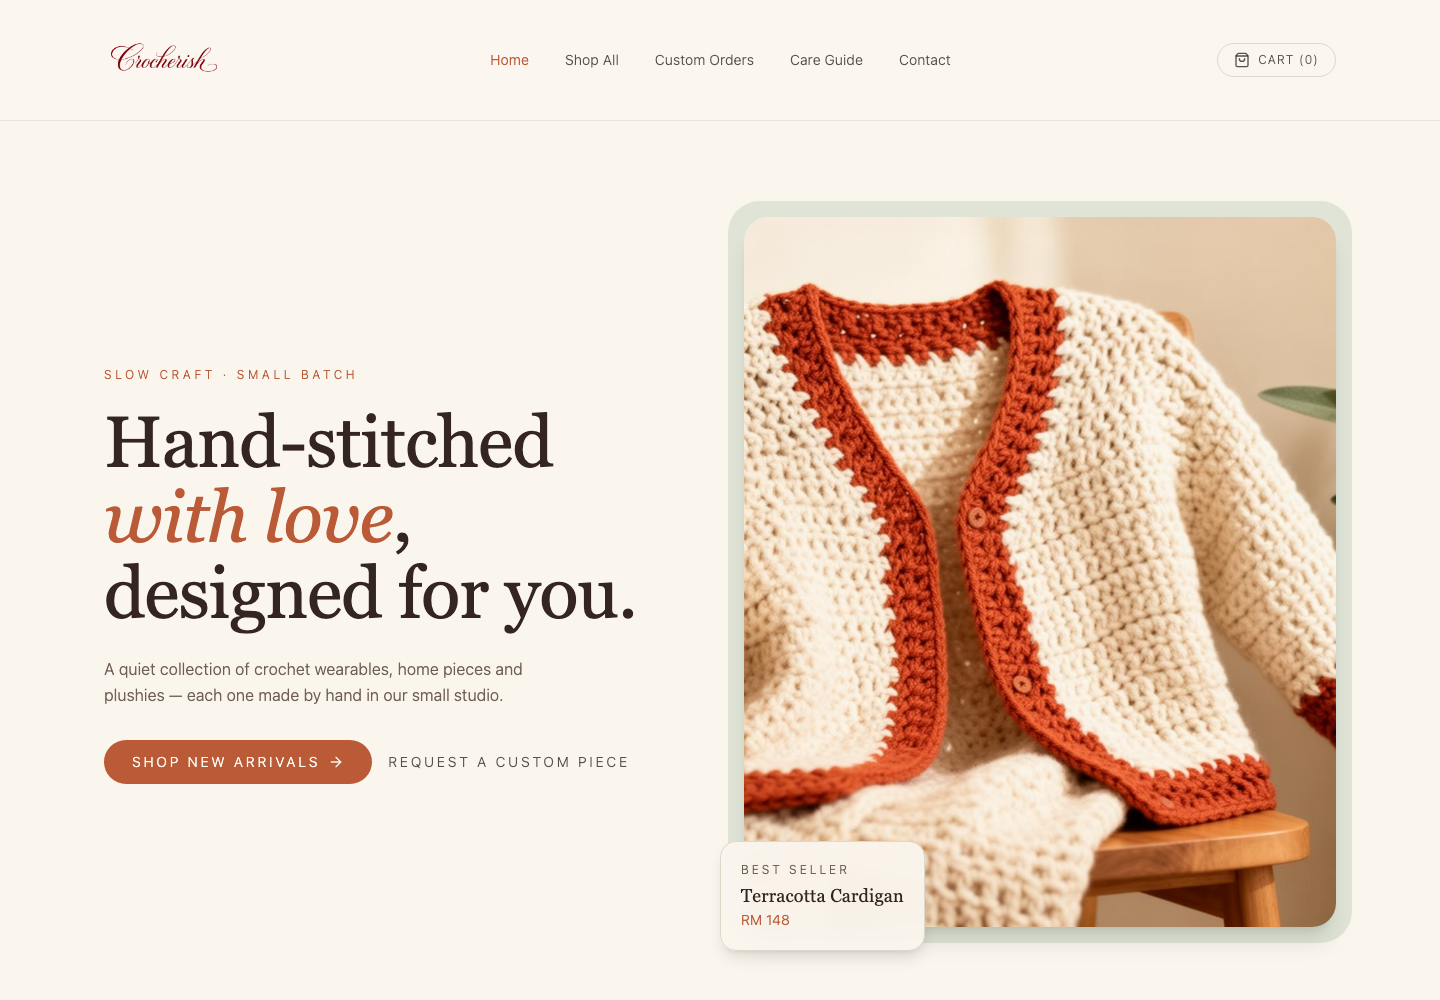 Crocherish
Home
Shop All
Custom Orders
Care Guide
Contact
CART (0)
SLOW CRAFT · SMALL BATCH
Hand-stitched
with love,
designed for you.
A quiet collection of crochet wearables, home pieces and
plushies — each one made by hand in our small studio.
SHOP NEW ARRIVALS →
REQUEST A CUSTOM PIECE
BEST SELLER
Terracotta Cardigan
RM 148